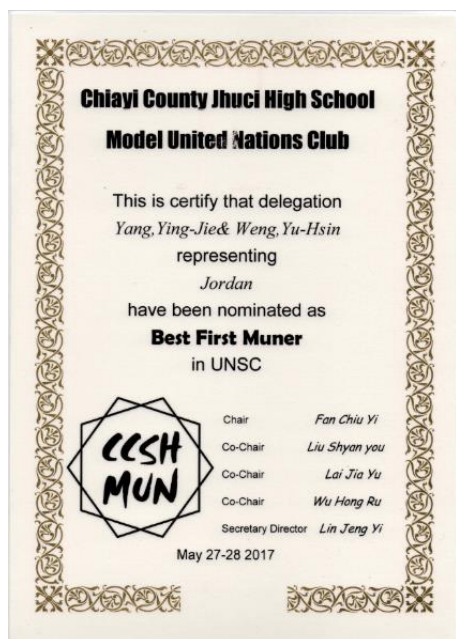 Chiayi County Jhuci High School
Model United Nations Club
This is certify that delegation
Yang,Ying-Jie& Weng,Yu-Hsin
representing
Jordan
have been nominated as
Best First Muner
in UNSC
CCSH
MUN
Chair Fan Chiu Yi
Co-Chair Liu Shyan you
Co-Chair Lai Jia Yu
Co-Chair Wu Hong Ru
Secretary Director Lin Jeng Yi
May 27-28 2017